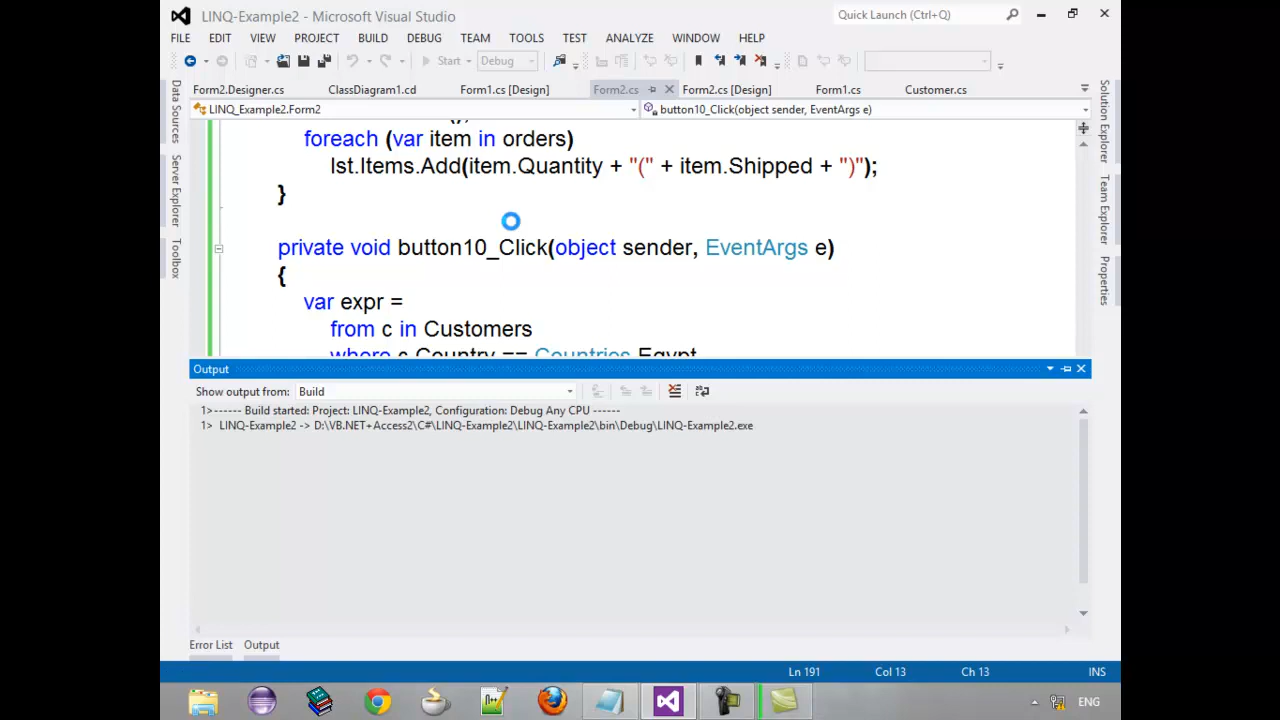 LINQ-Example2 - Microsoft Visual Studio
Quick Launch (Ctrl+Q)
FILE EDIT VIEW PROJECT BUILD DEBUG TEAM TOOLS TEST ANALYZE WINDOW HELP
Start Debug
Form2.Designer.cs ClassDiagram1.cd Form1.cs [Design] Form2.cs Form2.cs [Design] Form1.cs Customer.cs
LINQ_Example2.Form2 button10_Click(object sender, EventArgs e)
Data Sources
Server Explorer
Toolbox
foreach (var item in orders)
lst.Items.Add(item.Quantity + "(" + item.Shipped + ")");
}
private void button10_Click(object sender, EventArgs e)
{
var expr =
from c in Customers
where c.Country == Countries.Egypt
Solution Explorer
Team Explorer
Properties
Output
Show output from: Build
1>------ Build started: Project: LINQ-Example2, Configuration: Debug Any CPU ------
1> LINQ-Example2 -> D:\VB.NET+Access2\C#\LINQ-Example2\LINQ-Example2\bin\Debug\LINQ-Example2.exe
Error List Output
Ln 191 Col 13 Ch 13 INS
ENG